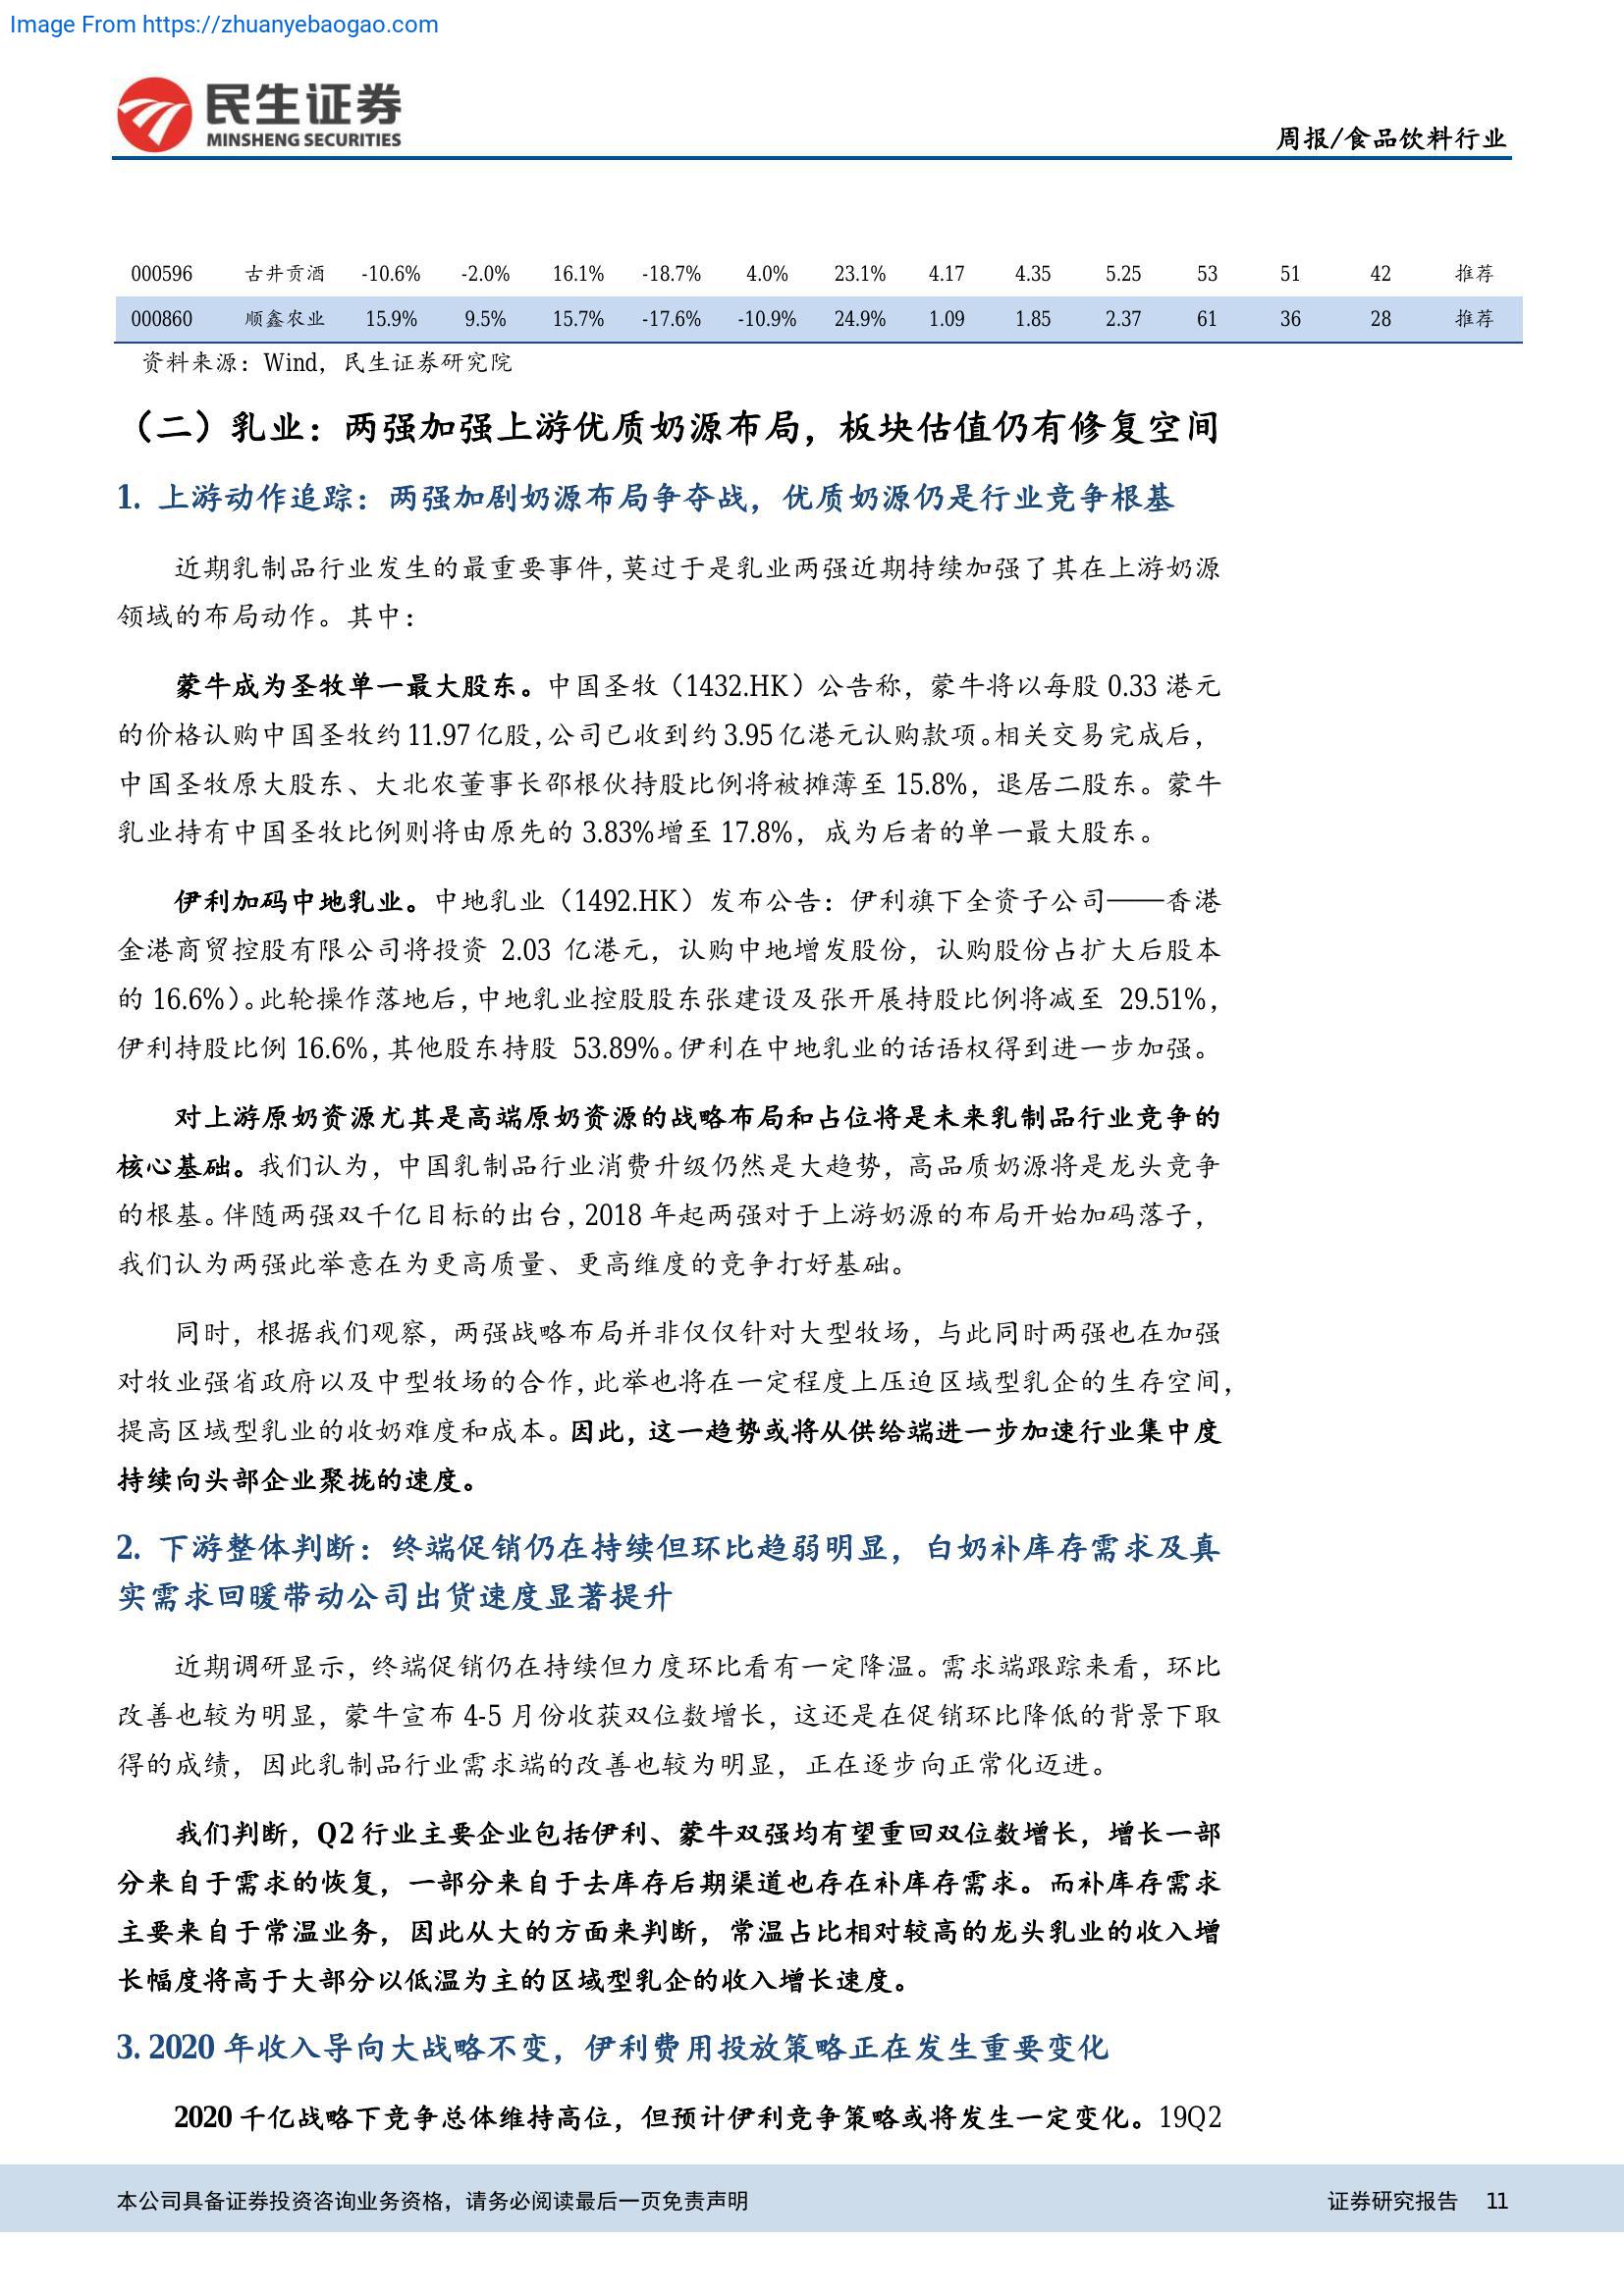 Image From https://zhuanyebaogao.com
民生证券
MINSHENG SECURITIES
周报/食品饮料行业
000596 古井贡酒 -10.6% -2.0% 16.1% -18.7% 4.0% 23.1% 4.17 4.35 5.25 53 51 42 推荐
000860 顺鑫农业 15.9% 9.5% 15.7% -17.6% -10.9% 24.9% 1.09 1.85 2.37 61 36 28 推荐
资料来源：Wind，民生证券研究院
（二）乳业：两强加强上游优质奶源布局，板块估值仍有修复空间
1. 上游动作追踪：两强加剧奶源布局争夺战，优质奶源仍是行业竞争根基
近期乳制品行业发生的最重要事件，莫过于是乳业两强近期持续加强了其在上游奶源
领域的布局动作。其中：
蒙牛成为圣牧单一最大股东。中国圣牧（1432.HK）公告称，蒙牛将以每股 0.33 港元
的价格认购中国圣牧约 11.97 亿股，公司已收到约 3.95 亿港元认购款项。相关交易完成后，
中国圣牧原大股东、大北农董事长邵根伙持股比例将被摊薄至 15.8%，退居二股东。蒙牛
乳业持有中国圣牧比例则将由原先的 3.83%增至 17.8%，成为后者的单一最大股东。
伊利加码中地乳业。中地乳业（1492.HK）发布公告：伊利旗下全资子公司——香港
金港商贸控股有限公司将投资 2.03 亿港元，认购中地增发股份，认购股份占扩大后股本
的 16.6%）。此轮操作落地后，中地乳业控股股东张建设及张开展持股比例将减至 29.51%，
伊利持股比例 16.6%，其他股东持股 53.89%。伊利在中地乳业的话语权得到进一步加强。
对上游原奶资源尤其是高端原奶资源的战略布局和占位将是未来乳制品行业竞争的
核心基础。我们认为，中国乳制品行业消费升级仍然是大趋势，高品质奶源将是龙头竞争
的根基。伴随两强双千亿目标的出台，2018 年起两强对于上游奶源的布局开始加码落子，
我们认为两强此举意在为更高质量、更高维度的竞争打好基础。
同时，根据我们观察，两强战略布局并非仅仅针对大型牧场，与此同时两强也在加强
对牧业强省政府以及中型牧场的合作，此举也将在一定程度上压迫区域型乳企的生存空间，
提高区域型乳业的收奶难度和成本。因此，这一趋势或将从供给端进一步加速行业集中度
持续向头部企业聚拢的速度。
2. 下游整体判断：终端促销仍在持续但环比趋弱明显，白奶补库存需求及真
实需求回暖带动公司出货速度显著提升
近期调研显示，终端促销仍在持续但力度环比看有一定降温。需求端跟踪来看，环比
改善也较为明显，蒙牛宣布 4-5 月份收获双位数增长，这还是在促销环比降低的背景下取
得的成绩，因此乳制品行业需求端的改善也较为明显，正在逐步向正常化迈进。
我们判断，Q2 行业主要企业包括伊利、蒙牛双强均有望重回双位数增长，增长一部
分来自于需求的恢复，一部分来自于去库存后期渠道也存在补库存需求。而补库存需求
主要来自于常温业务，因此从大的方面来判断，常温占比相对较高的龙头乳业的收入增
长幅度将高于大部分以低温为主的区域型乳企的收入增长速度。
3. 2020 年收入导向大战略不变，伊利费用投放策略正在发生重要变化
2020 千亿战略下竞争总体维持高位，但预计伊利竞争策略或将发生一定变化。19Q2
本公司具备证券投资咨询业务资格，请务必阅读最后一页免责声明
证券研究报告 11